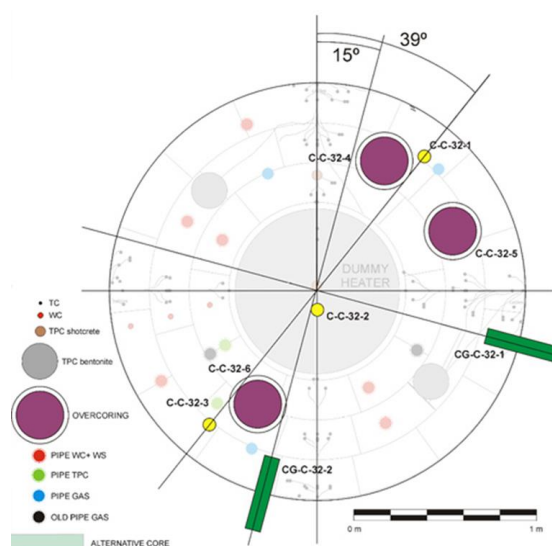 39º
15º
C-C-32-1
C-C-32-4
C-C-32-5
DUMMY
HEATER
C-C-32-2
TC
WC
TPC shotcrete
TPC bentonite
CG-C-32-1
C-C-32-6
C-C-32-3
OVERCORING
PIPE WC+ WS
CG-C-32-2
PIPE TPC
PIPE GAS
OLD PIPE GAS
0 m
1 m
ALTERNATIVE CORE